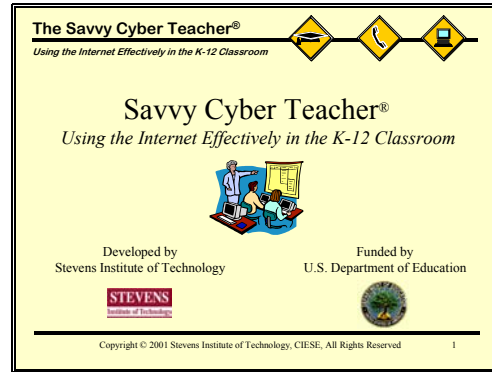 The Savvy Cyber Teacher®
Using the Internet Effectively in the K-12 Classroom
Savvy Cyber Teacher®
Using the Internet Effectively in the K-12 Classroom
Developed by
Stevens Institute of Technology
Funded by
U.S. Department of Education
STEVENS
Institute of Technology
Copyright © 2001 Stevens Institute of Technology, CIESE, All Rights Reserved 1